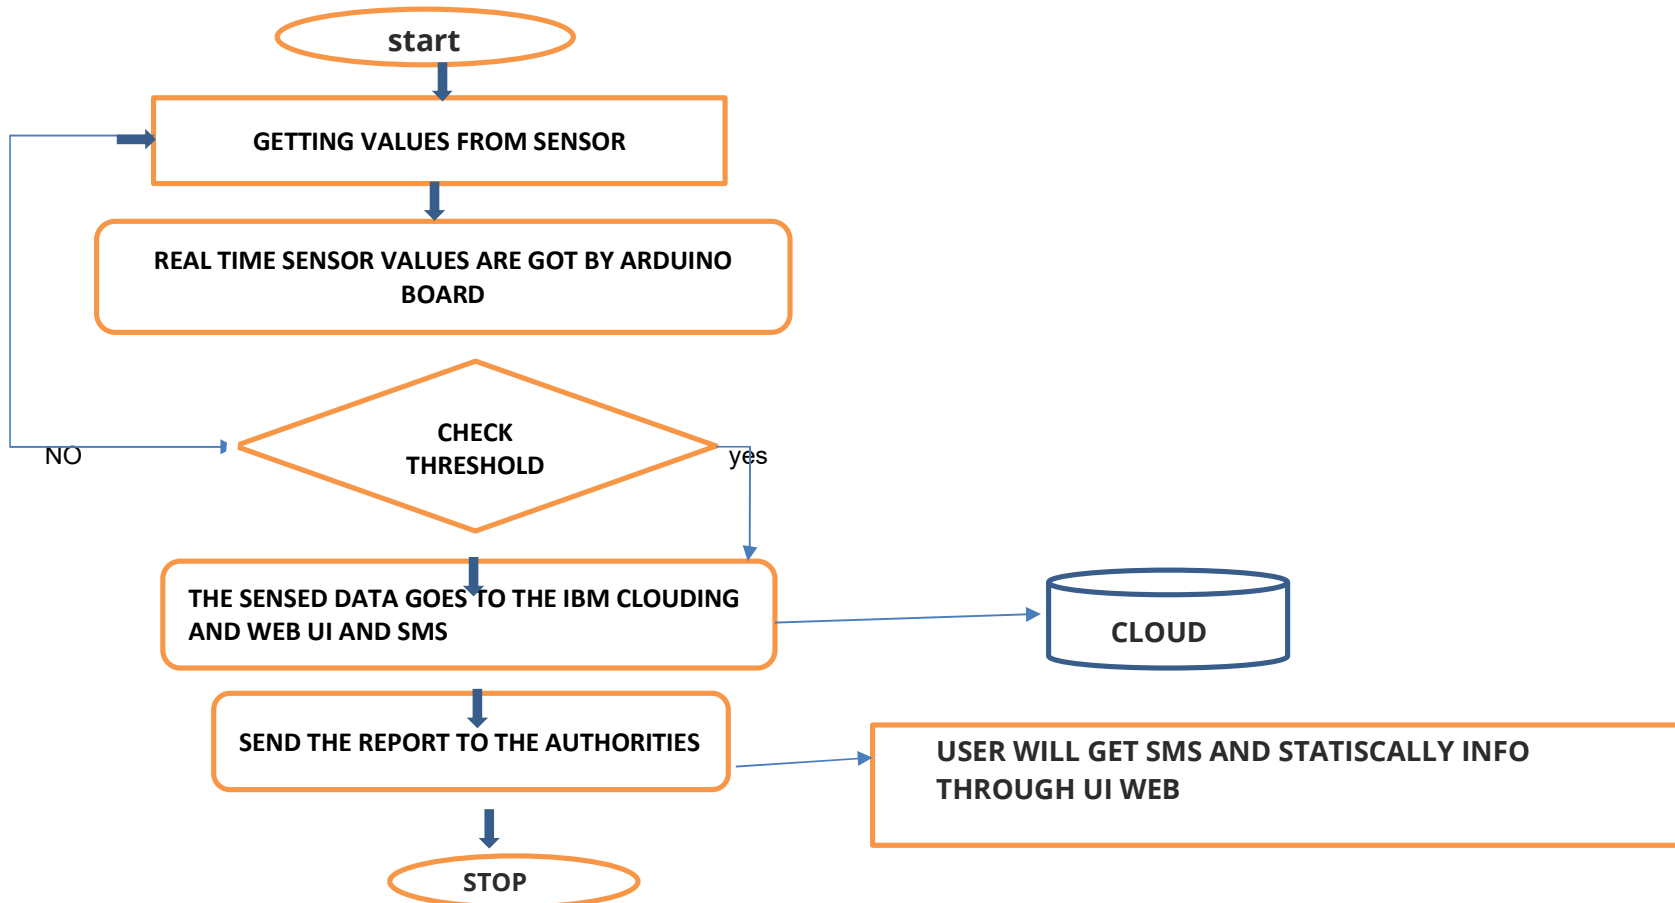 start
GETTING VALUES FROM SENSOR
REAL TIME SENSOR VALUES ARE GOT BY ARDUINO
BOARD
CHECK
THRESHOLD
NO
yes
THE SENSED DATA GOES TO THE IBM CLOUDING
AND WEB UI AND SMS
CLOUD
SEND THE REPORT TO THE AUTHORITIES
USER WILL GET SMS AND STATISCALLY INFO
THROUGH UI WEB
STOP